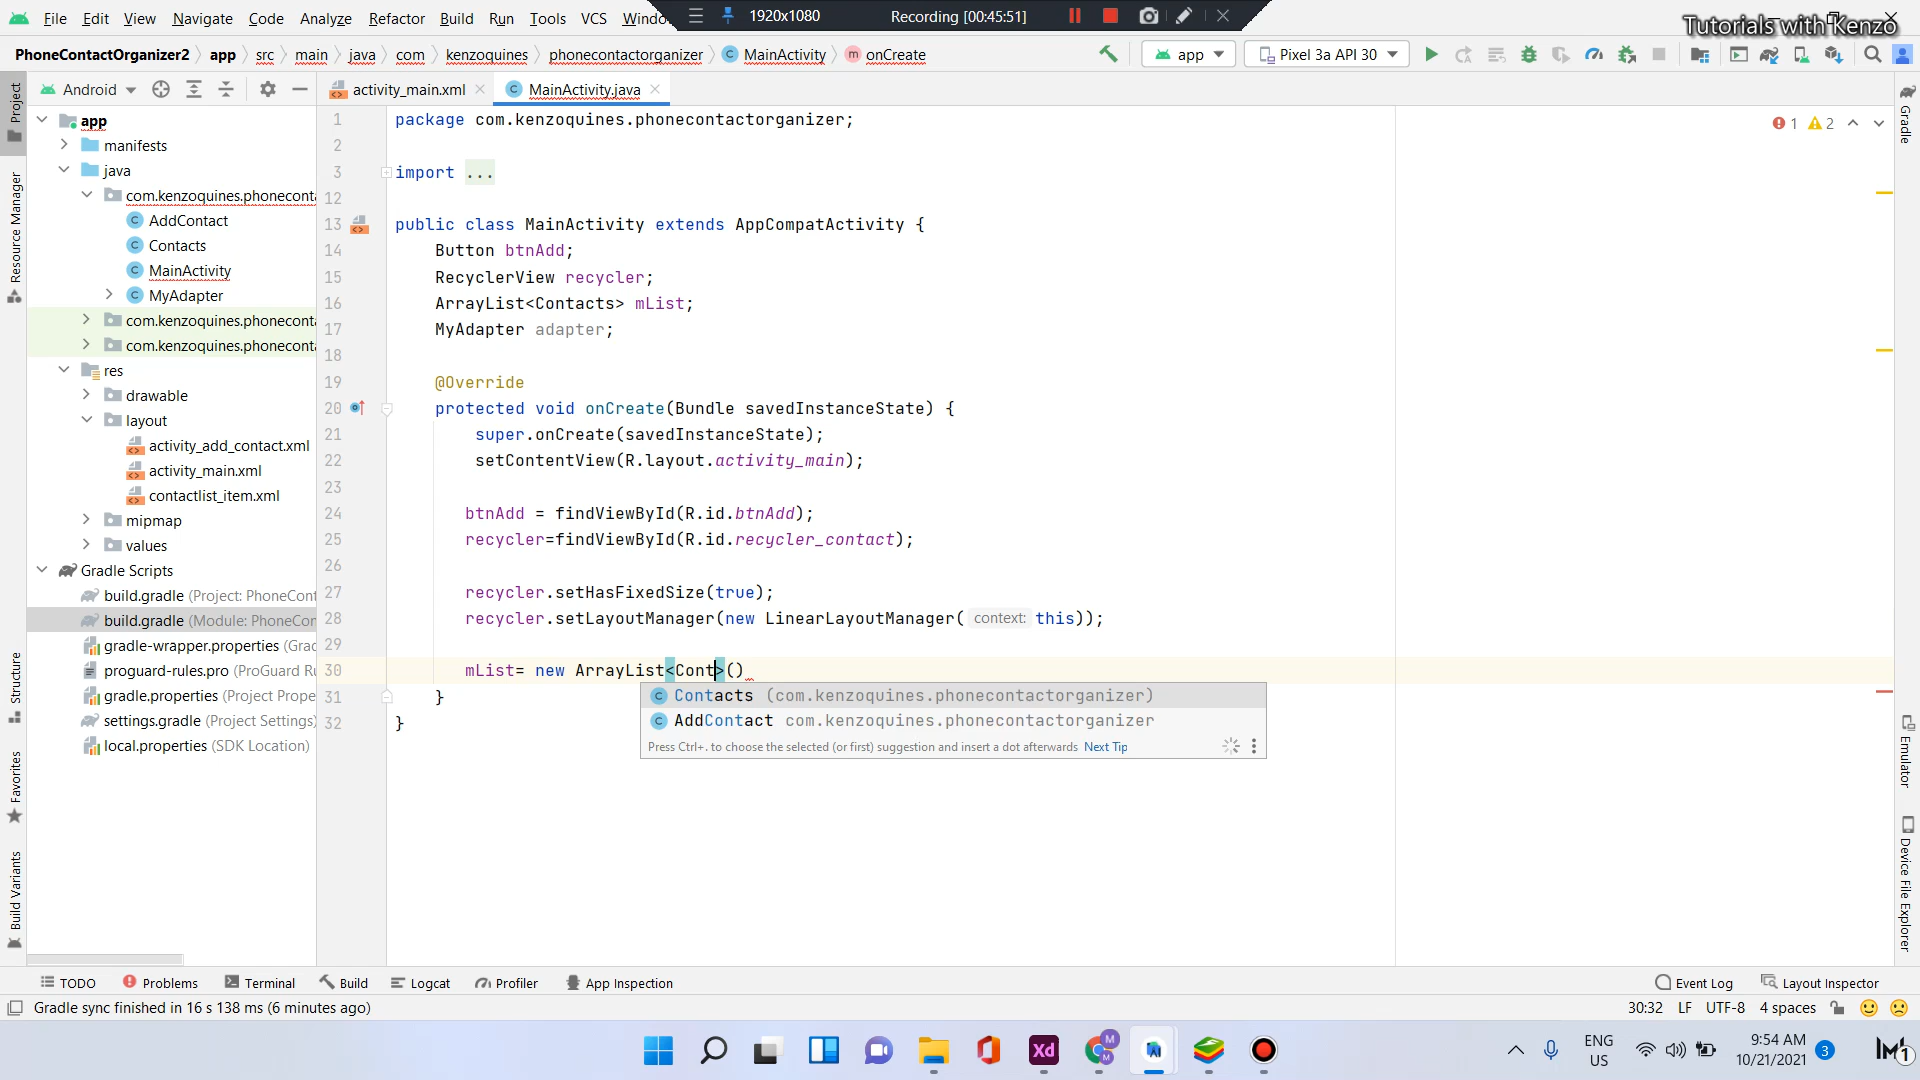 File Edit View Navigate Code Analyze Refactor Build Run Tools VCS Windo
1920x1080 Recording [00:45:51]
Tutorials with Kenzo
PhoneContactOrganizer2 app src main java com kenzoquines phonecontactorganizer MainActivity onCreate
app Pixel 3a API 30
Android
activity_main.xml MainActivity.java
Project
Resource Manager
Structure
Favorites
Build Variants
app
manifests
java
com.kenzoquines.phoneconta
AddContact
Contacts
MainActivity
MyAdapter
com.kenzoquines.phoneconta
com.kenzoquines.phoneconta
res
drawable
layout
activity_add_contact.xml
activity_main.xml
contactlist_item.xml
mipmap
values
Gradle Scripts
build.gradle (Project: PhoneCont
build.gradle (Module: PhoneCor
gradle-wrapper.properties (Grad
proguard-rules.pro (ProGuard Ru
gradle.properties (Project Propert
settings.gradle (Project Settings)
local.properties (SDK Location)
1 package com.kenzoquines.phonecontactorganizer;
2
3 import ...
12
13 public class MainActivity extends AppCompatActivity {
14 Button btnAdd;
15 RecyclerView recycler;
16 ArrayList<Contacts> mList;
17 MyAdapter adapter;
18
19 @Override
20 protected void onCreate(Bundle savedInstanceState) {
21 super.onCreate(savedInstanceState);
22 setContentView(R.layout.activity_main);
23
24 btnAdd = findViewById(R.id.btnAdd);
25 recycler=findViewById(R.id.recycler_contact);
26
27 recycler.setHasFixedSize(true);
28 recycler.setLayoutManager(new LinearLayoutManager( context: this));
29
30 mList= new ArrayList<Cont>()
31 }
32 }
Contacts (com.kenzoquines.phonecontactorganizer)
AddContact com.kenzoquines.phonecontactorganizer
Press Ctrl+. to choose the selected (or first) suggestion and insert a dot afterwards Next Tip
1 2
Gradle
Emulator
Device File Explorer
TODO Problems Terminal Build Logcat Profiler App Inspection Event Log Layout Inspector
Gradle sync finished in 16 s 138 ms (6 minutes ago)
30:32 LF UTF-8 4 spaces
Xd
ENG
US
9:54 AM
10/21/2021
3
1